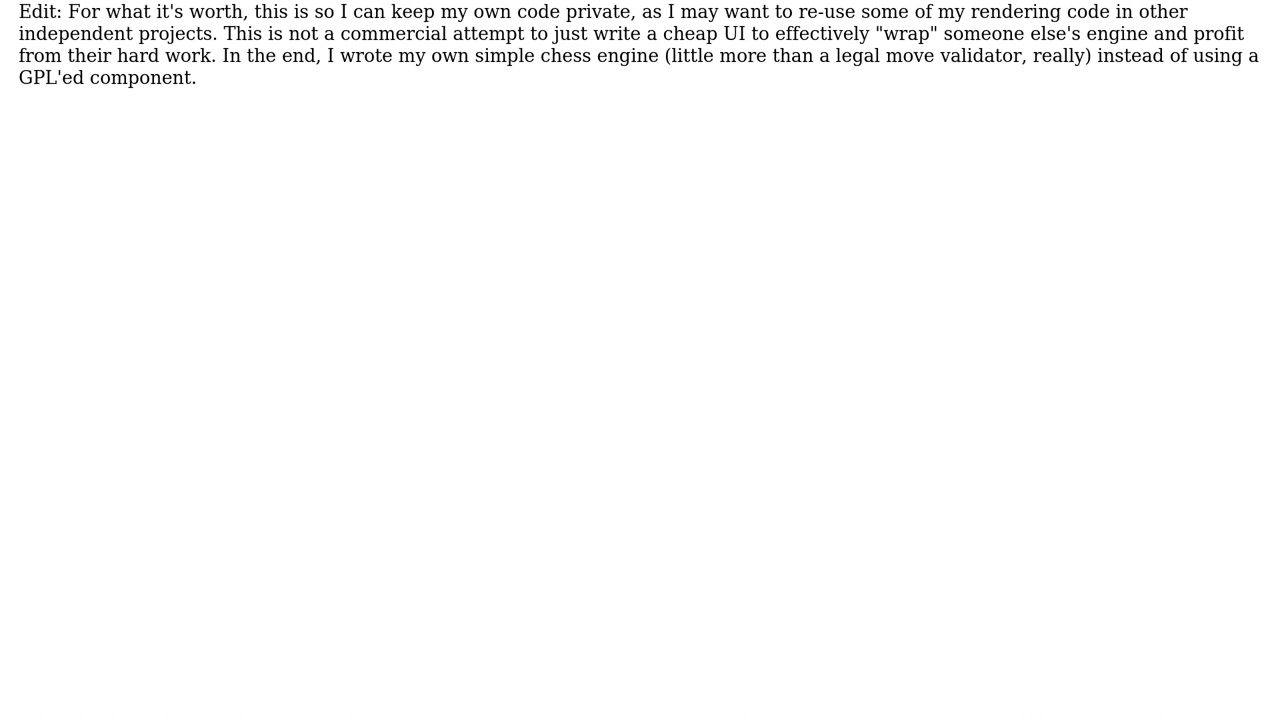 Edit: For what it's worth, this is so I can keep my own code private, as I may want to re-use some of my rendering code in other
independent projects. This is not a commercial attempt to just write a cheap UI to effectively "wrap" someone else's engine and profit
from their hard work. In the end, I wrote my own simple chess engine (little more than a legal move validator, really) instead of using a
GPL'ed component.